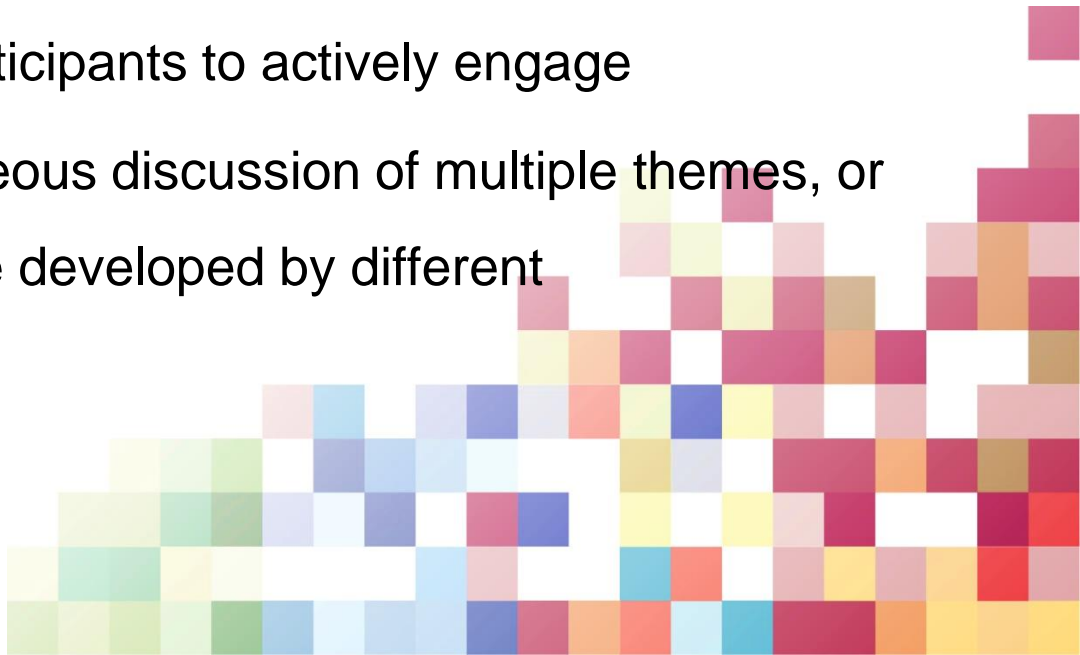 ticipants to actively engage
eous discussion of multiple themes, or
developed by different